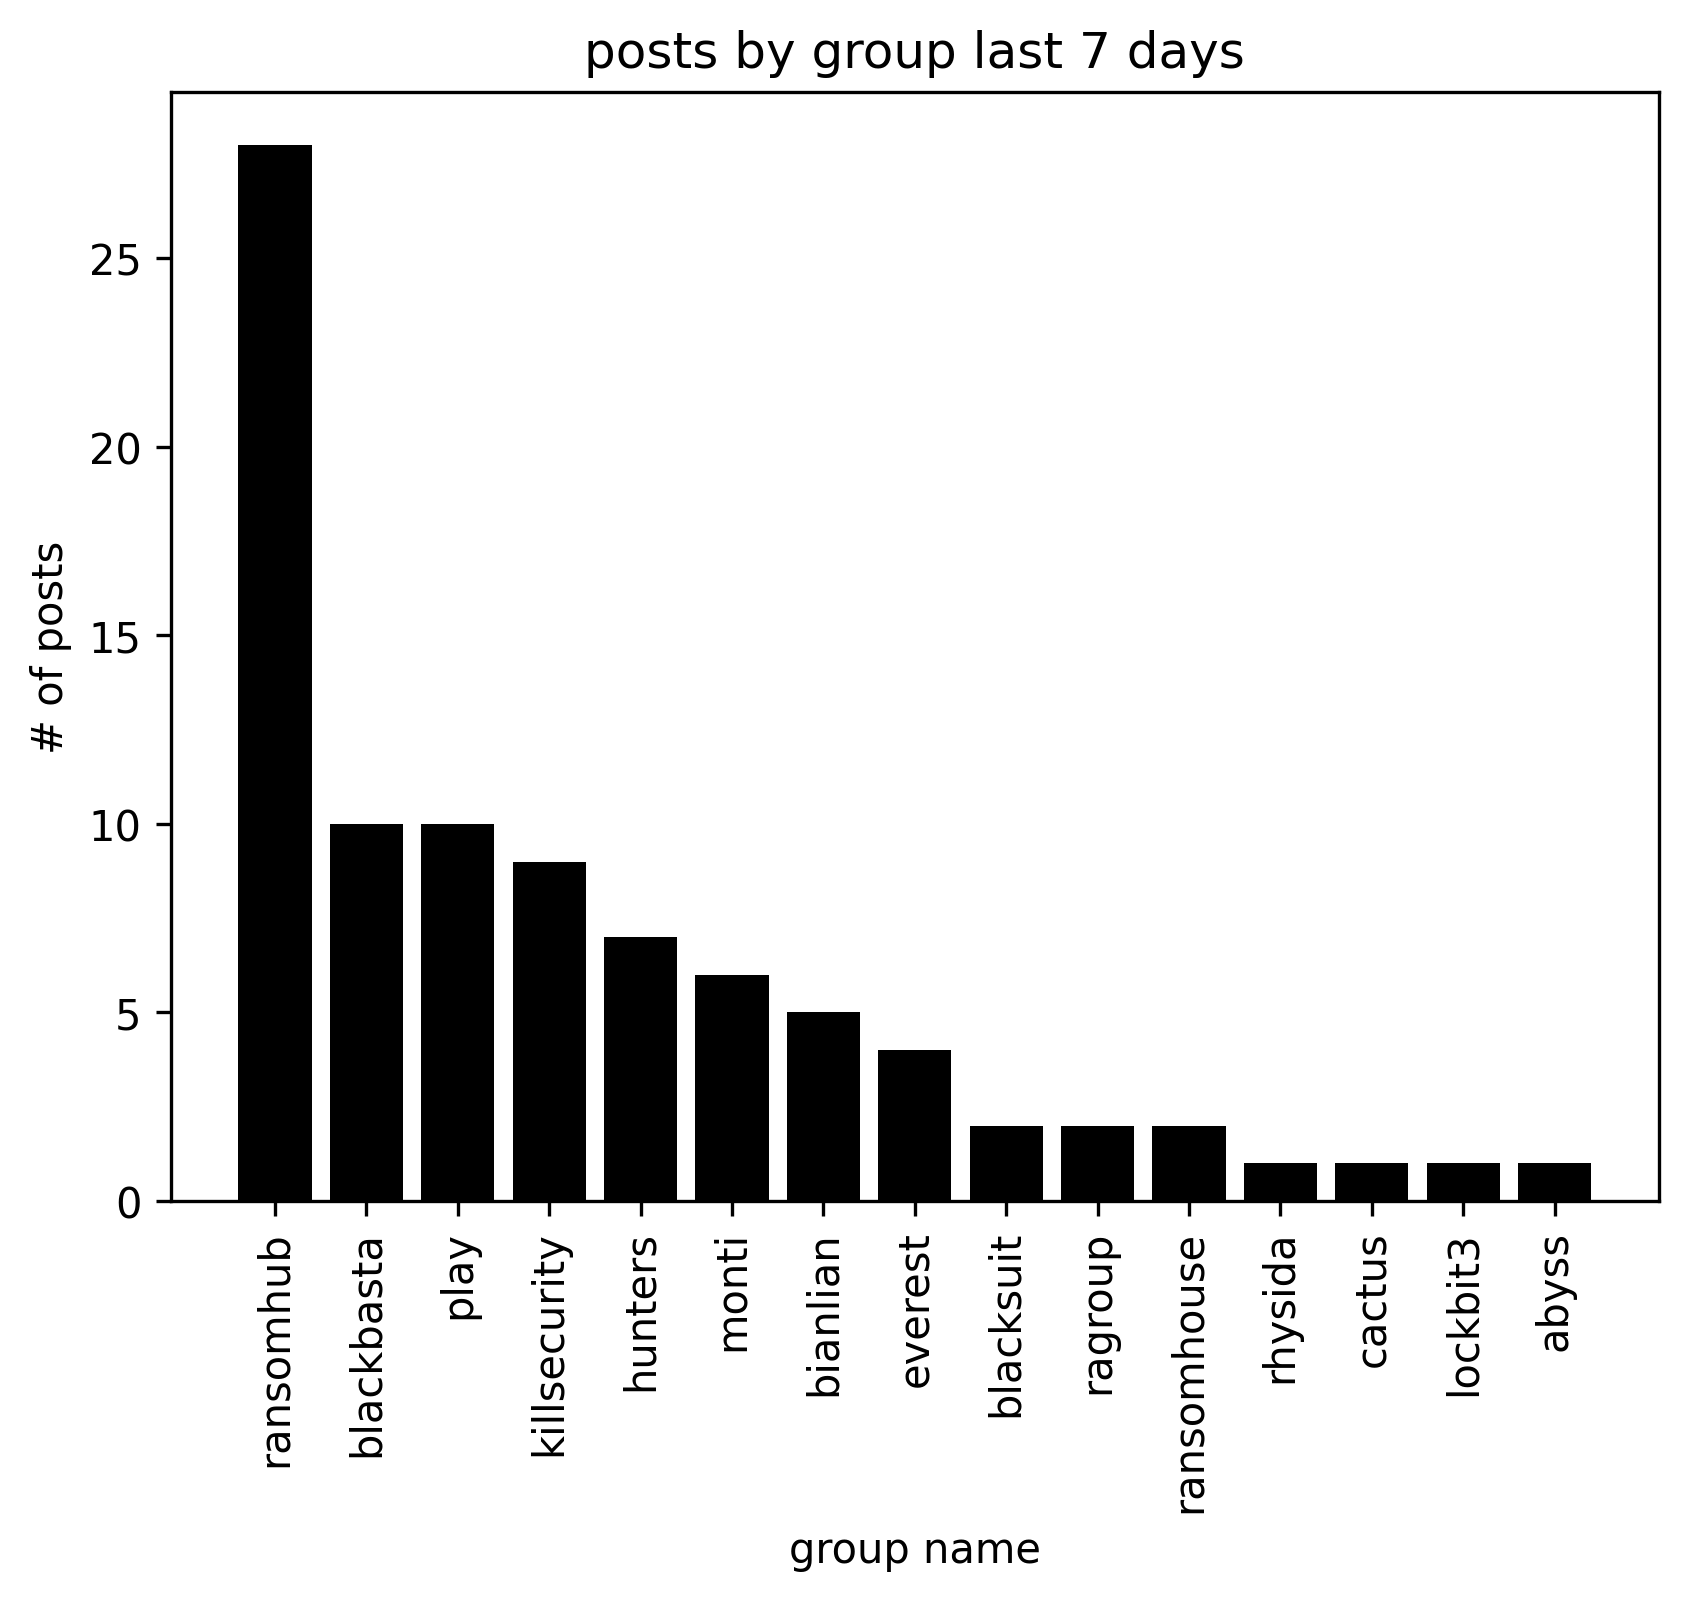 posts by group last 7 days
# of posts
25
20
15
10
5
0
ransomhub
blackbasta
play
killsecurity
hunters
monti
bianlian
everest
blacksuit
ragroup
ransomhouse
rhysida
cactus
lockbit3
abyss
group name